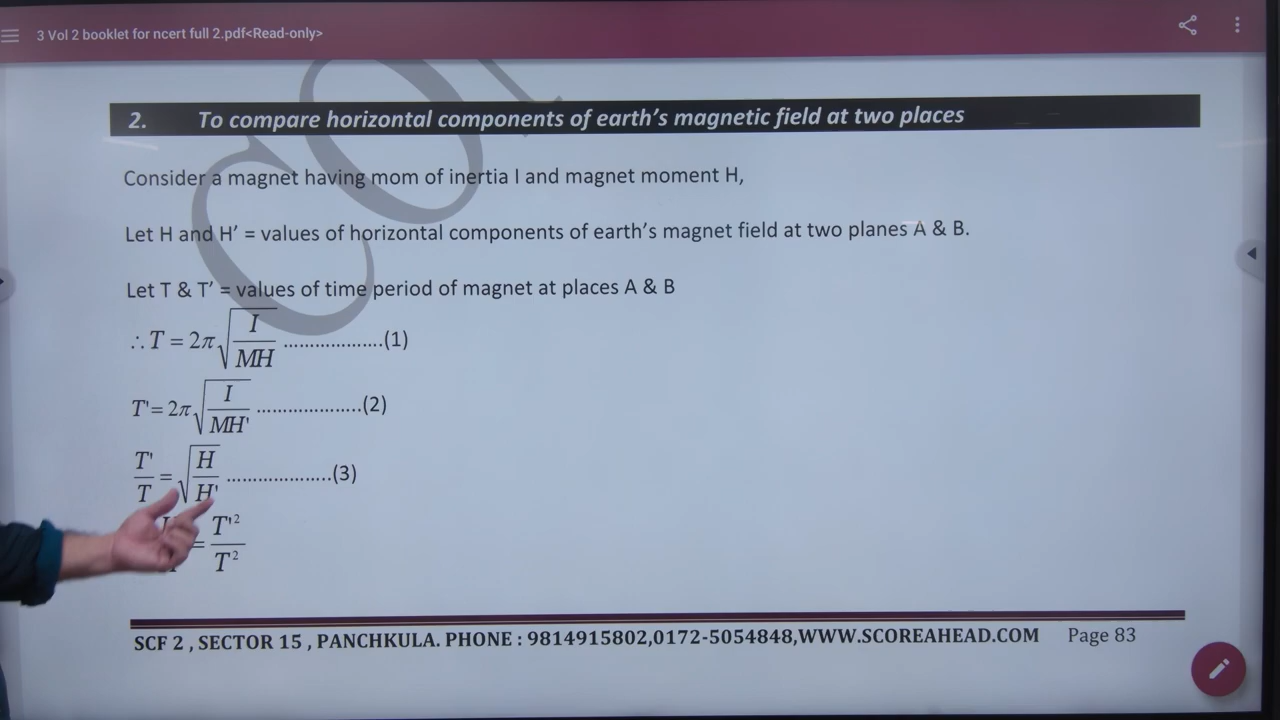 3 Vol 2 booklet for ncert full 2.pdf<Read-only>
2. To compare horizontal components of earth's magnetic field at two places
Consider a magnet having mom of inertia I and magnet moment H,
Let H and H' = values of horizontal components of earth's magnet field at two planes A & B.
Let T & T' = values of time period of magnet at places A & B
∴ T = 2π√(I/MH) ...................(1)
T' = 2π√(I/MH') ....................(2)
T'/T = √(H/H') ....................(3)
= T'²/T²
SCF 2 , SECTOR 15 , PANCHKULA. PHONE : 9814915802,0172-5054848,WWW.SCOREAHEAD.COM Page 83